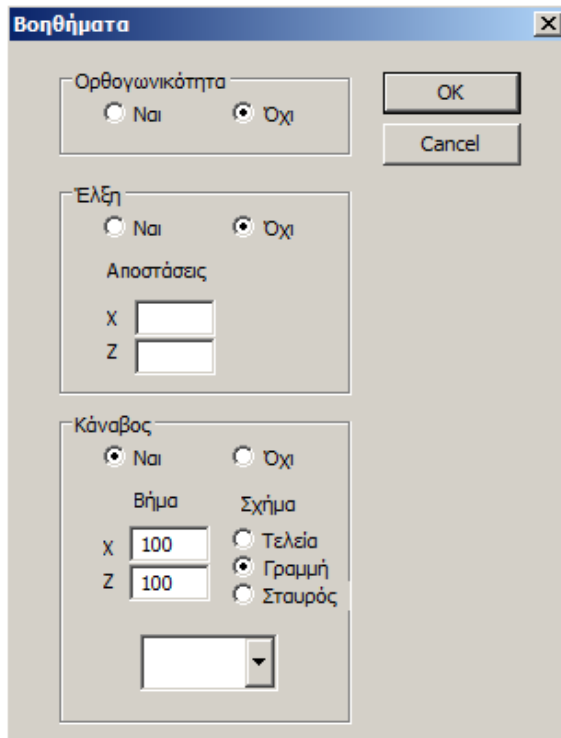 Βοηθήματα
Ορθογωνικότητα
Ναι Όχι
OK
Cancel
Έλξη
Ναι Όχι
Αποστάσεις
X
Z
Κάναβος
Ναι Όχι
Βήμα Σχήμα
X 100 Τελεία
Z 100 Γραμμή
Σταυρός